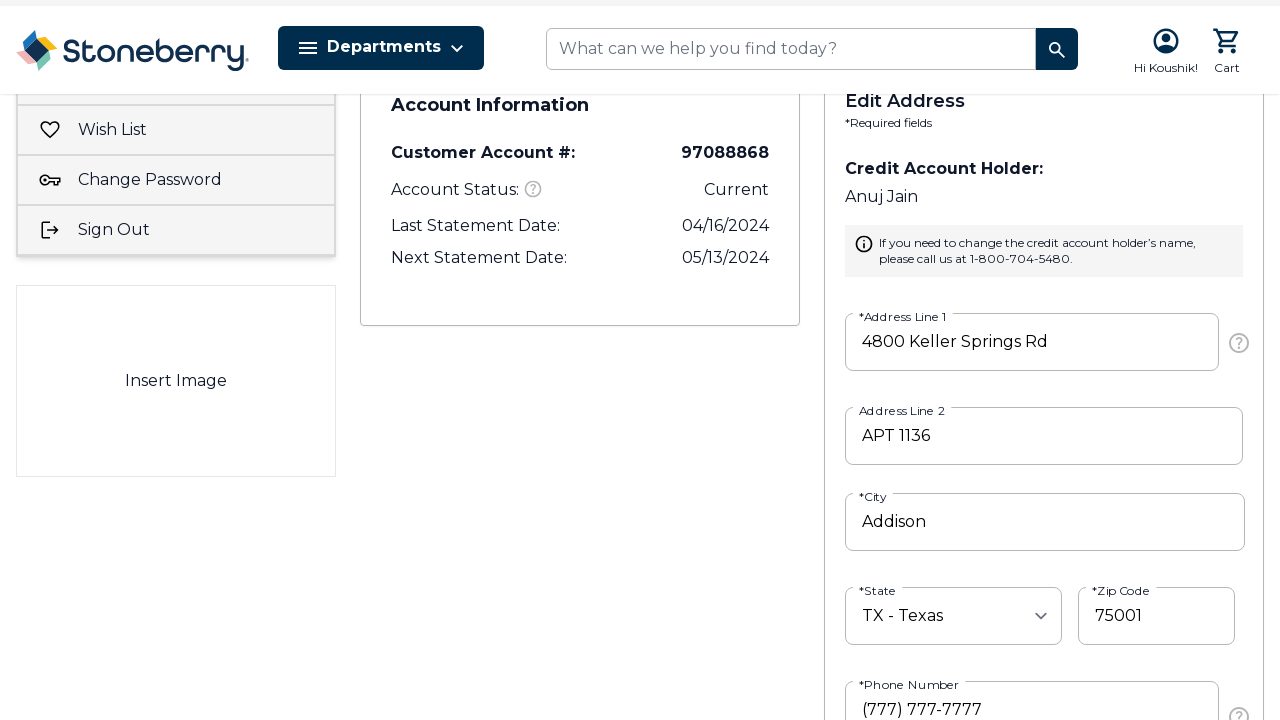 Stoneberry
Departments
What can we help you find today?
Hi Koushik!
Cart
Wish List
Change Password
Sign Out
Insert Image
Account Information
Customer Account #: 97088868
Account Status: Current
Last Statement Date: 04/16/2024
Next Statement Date: 05/13/2024
Edit Address
*Required fields
Credit Account Holder:
Anuj Jain
If you need to change the credit account holder's name,
please call us at 1-800-704-5480.
*Address Line 1
4800 Keller Springs Rd
Address Line 2
APT 1136
*City
Addison
*State
TX - Texas
*Zip Code
75001
*Phone Number
(777) 777-7777